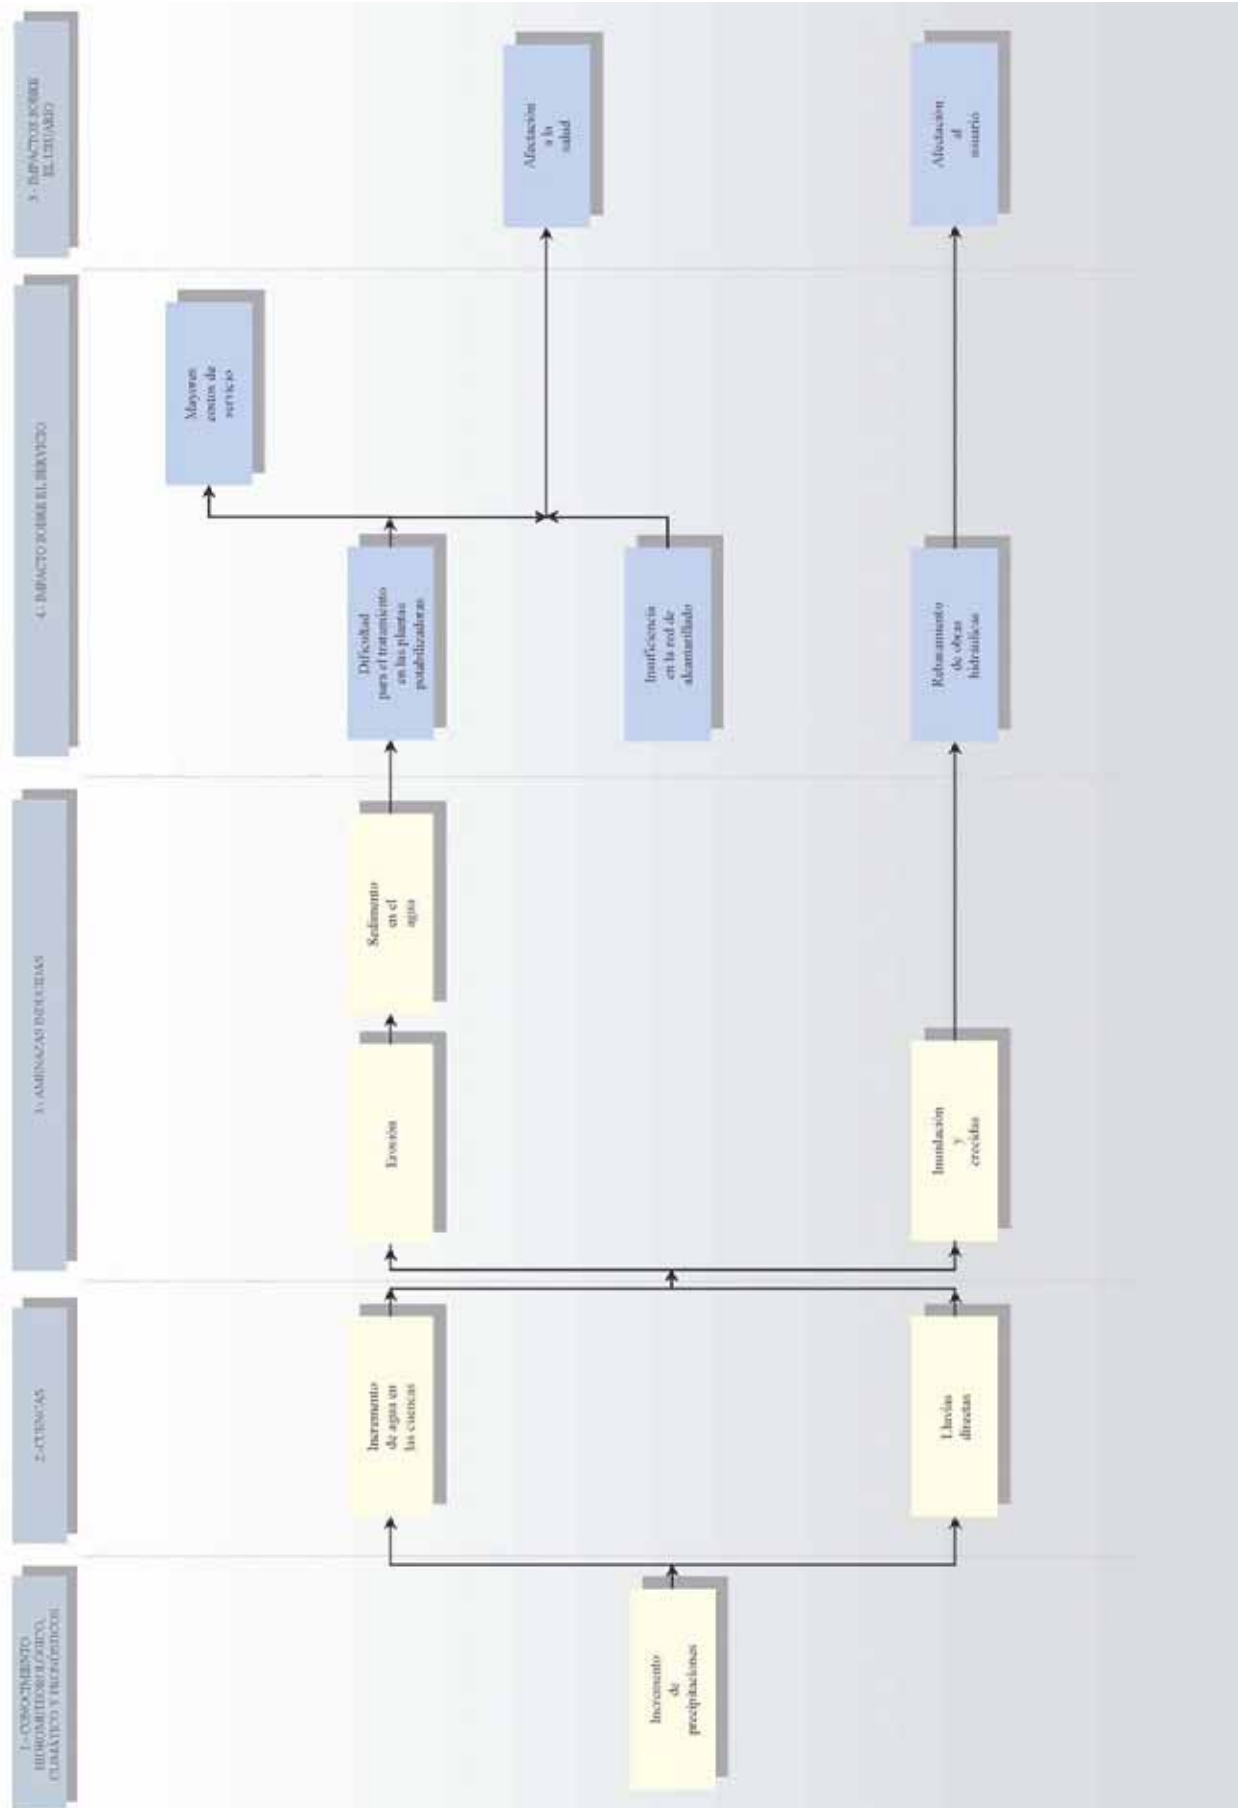 1 - CONOCIMIENTO
HIDROMETEOROLÓGICO,
CLIMÁTICO Y PRONÓSTICOS
2 - CUENCAS
3 - AMENAZAS INDUCIDAS
4 - IMPACTO SOBRE EL SERVICIO
5 - IMPACTOS SOBRE
EL USUARIO
Incremento
de
precipitaciones
Incremento
de agua en
las cuencas
Lluvias
directas
Erosión
Sedimento
en el
agua
Inundación
y
crecidas
Dificultad
para el tratamiento
en las plantas
potabilizadoras
Insuficiencia
en la red de
alcantarillado
Rebasamiento
de obras
hidráulicas
Mayores
costos de
servicio
Afectación
a la
salud
Afectación
al
usuario